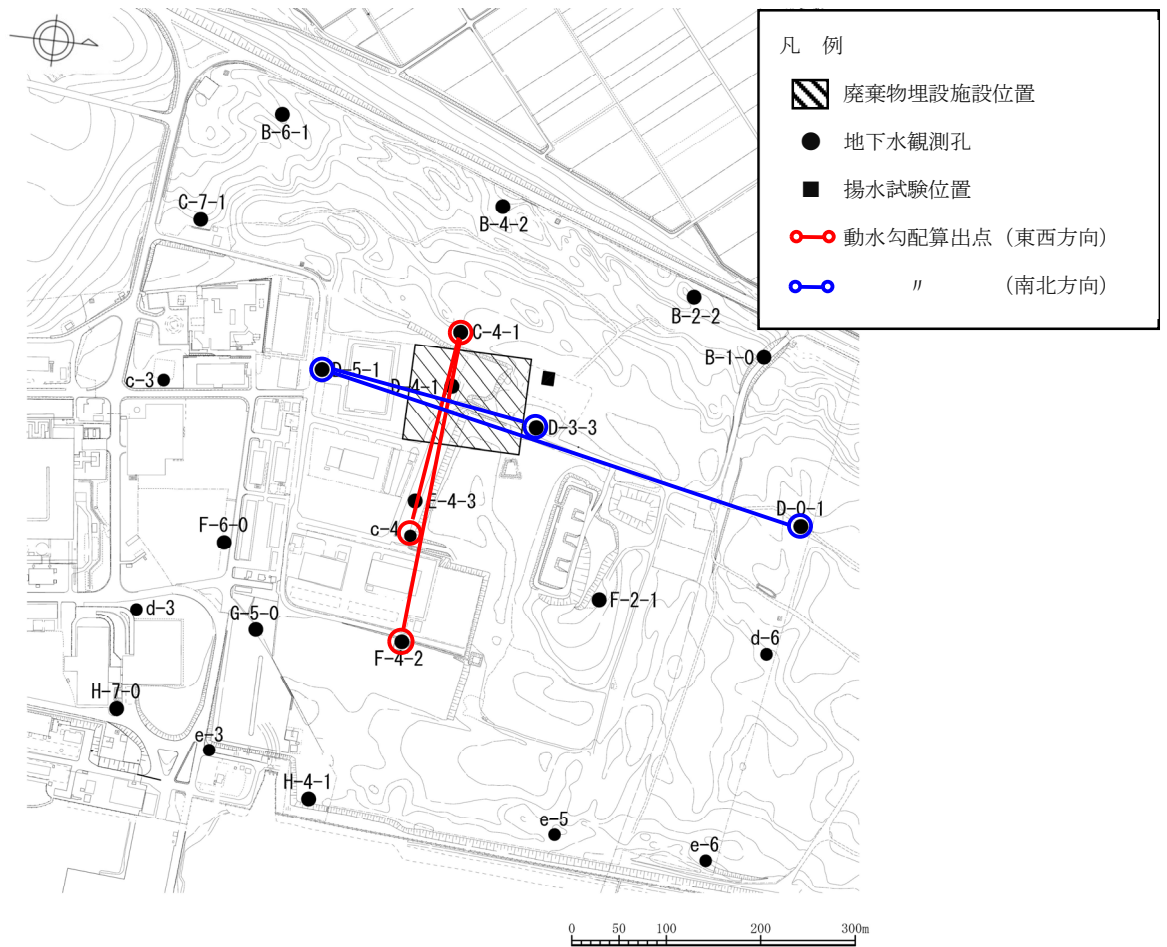 凡 例
廃棄物埋設施設位置
地下水観測孔
揚水試験位置
動水勾配算出点（東西方向）
〃 （南北方向）
B-6-1
C-7-1
B-4-2
B-2-2
C-4-1
B-1-0
D-5-1
c-3
D-4-1
D-3-3
E-4-3
D-0-1
c-4
F-6-0
F-2-1
d-3
G-5-0
d-6
F-4-2
H-7-0
e-3
H-4-1
e-5
e-6
0 50 100 200 300m